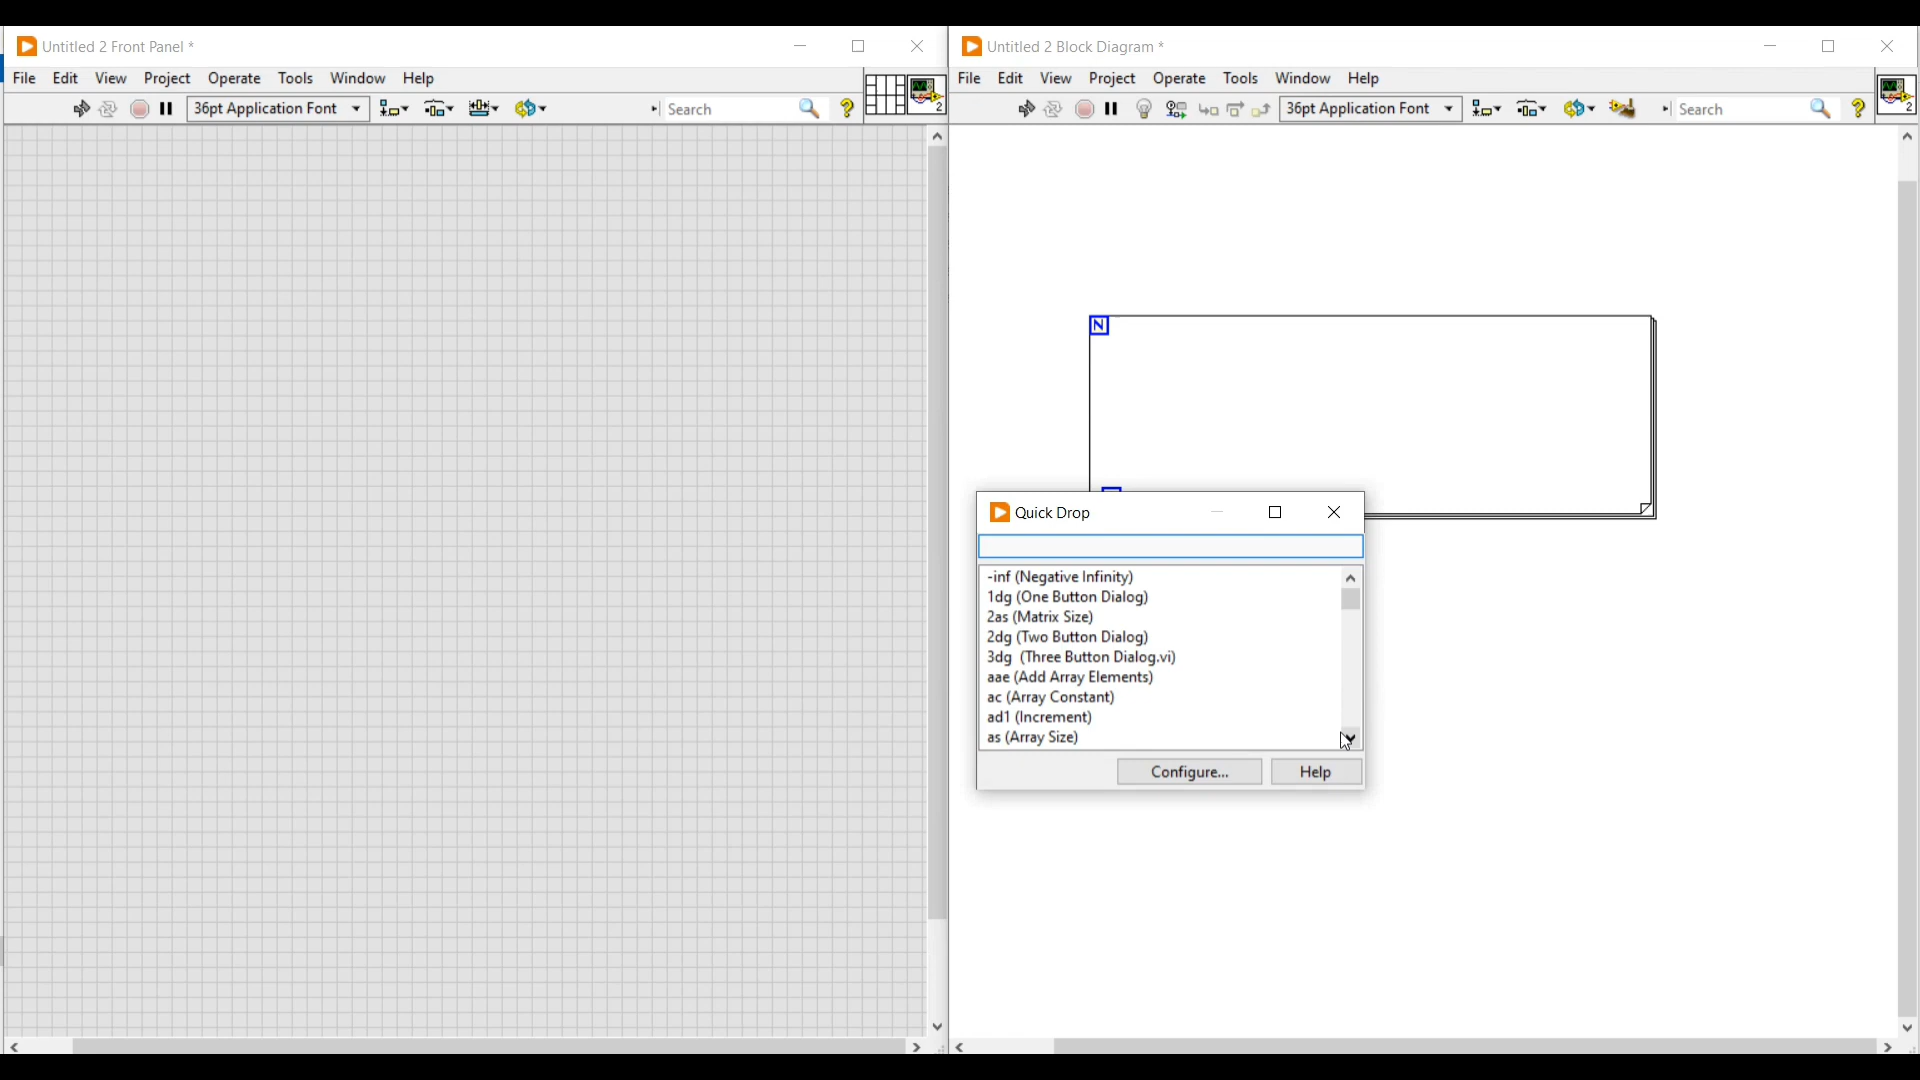 Untitled 2 Front Panel *
File Edit View Project Operate Tools Window Help
36pt Application Font
Search
?
2
Untitled 2 Block Diagram *
File Edit View Project Operate Tools Window Help
36pt Application Font
Search
?
2
N
Quick Drop
-inf (Negative Infinity)
1dg (One Button Dialog)
2as (Matrix Size)
2dg (Two Button Dialog)
3dg (Three Button Dialog.vi)
aae (Add Array Elements)
ac (Array Constant)
ad1 (Increment)
as (Array Size)
Configure... Help